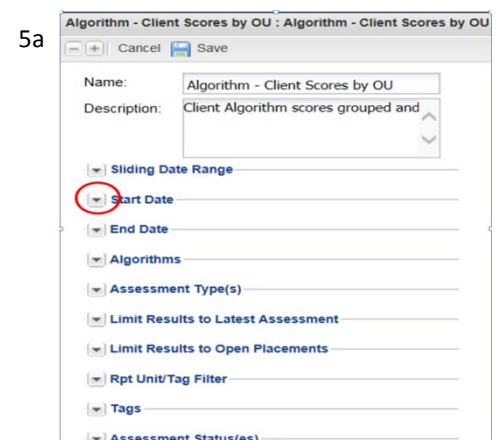 5a
Algorithm - Client Scores by OU : Algorithm - Client Scores by OU
Cancel Save
Name: Algorithm - Client Scores by OU
Description: Client Algorithm scores grouped and
Sliding Date Range
Start Date
End Date
Algorithms
Assessment Type(s)
Limit Results to Latest Assessment
Limit Results to Open Placements
Rpt Unit/Tag Filter
Tags
Assessment Status(es)